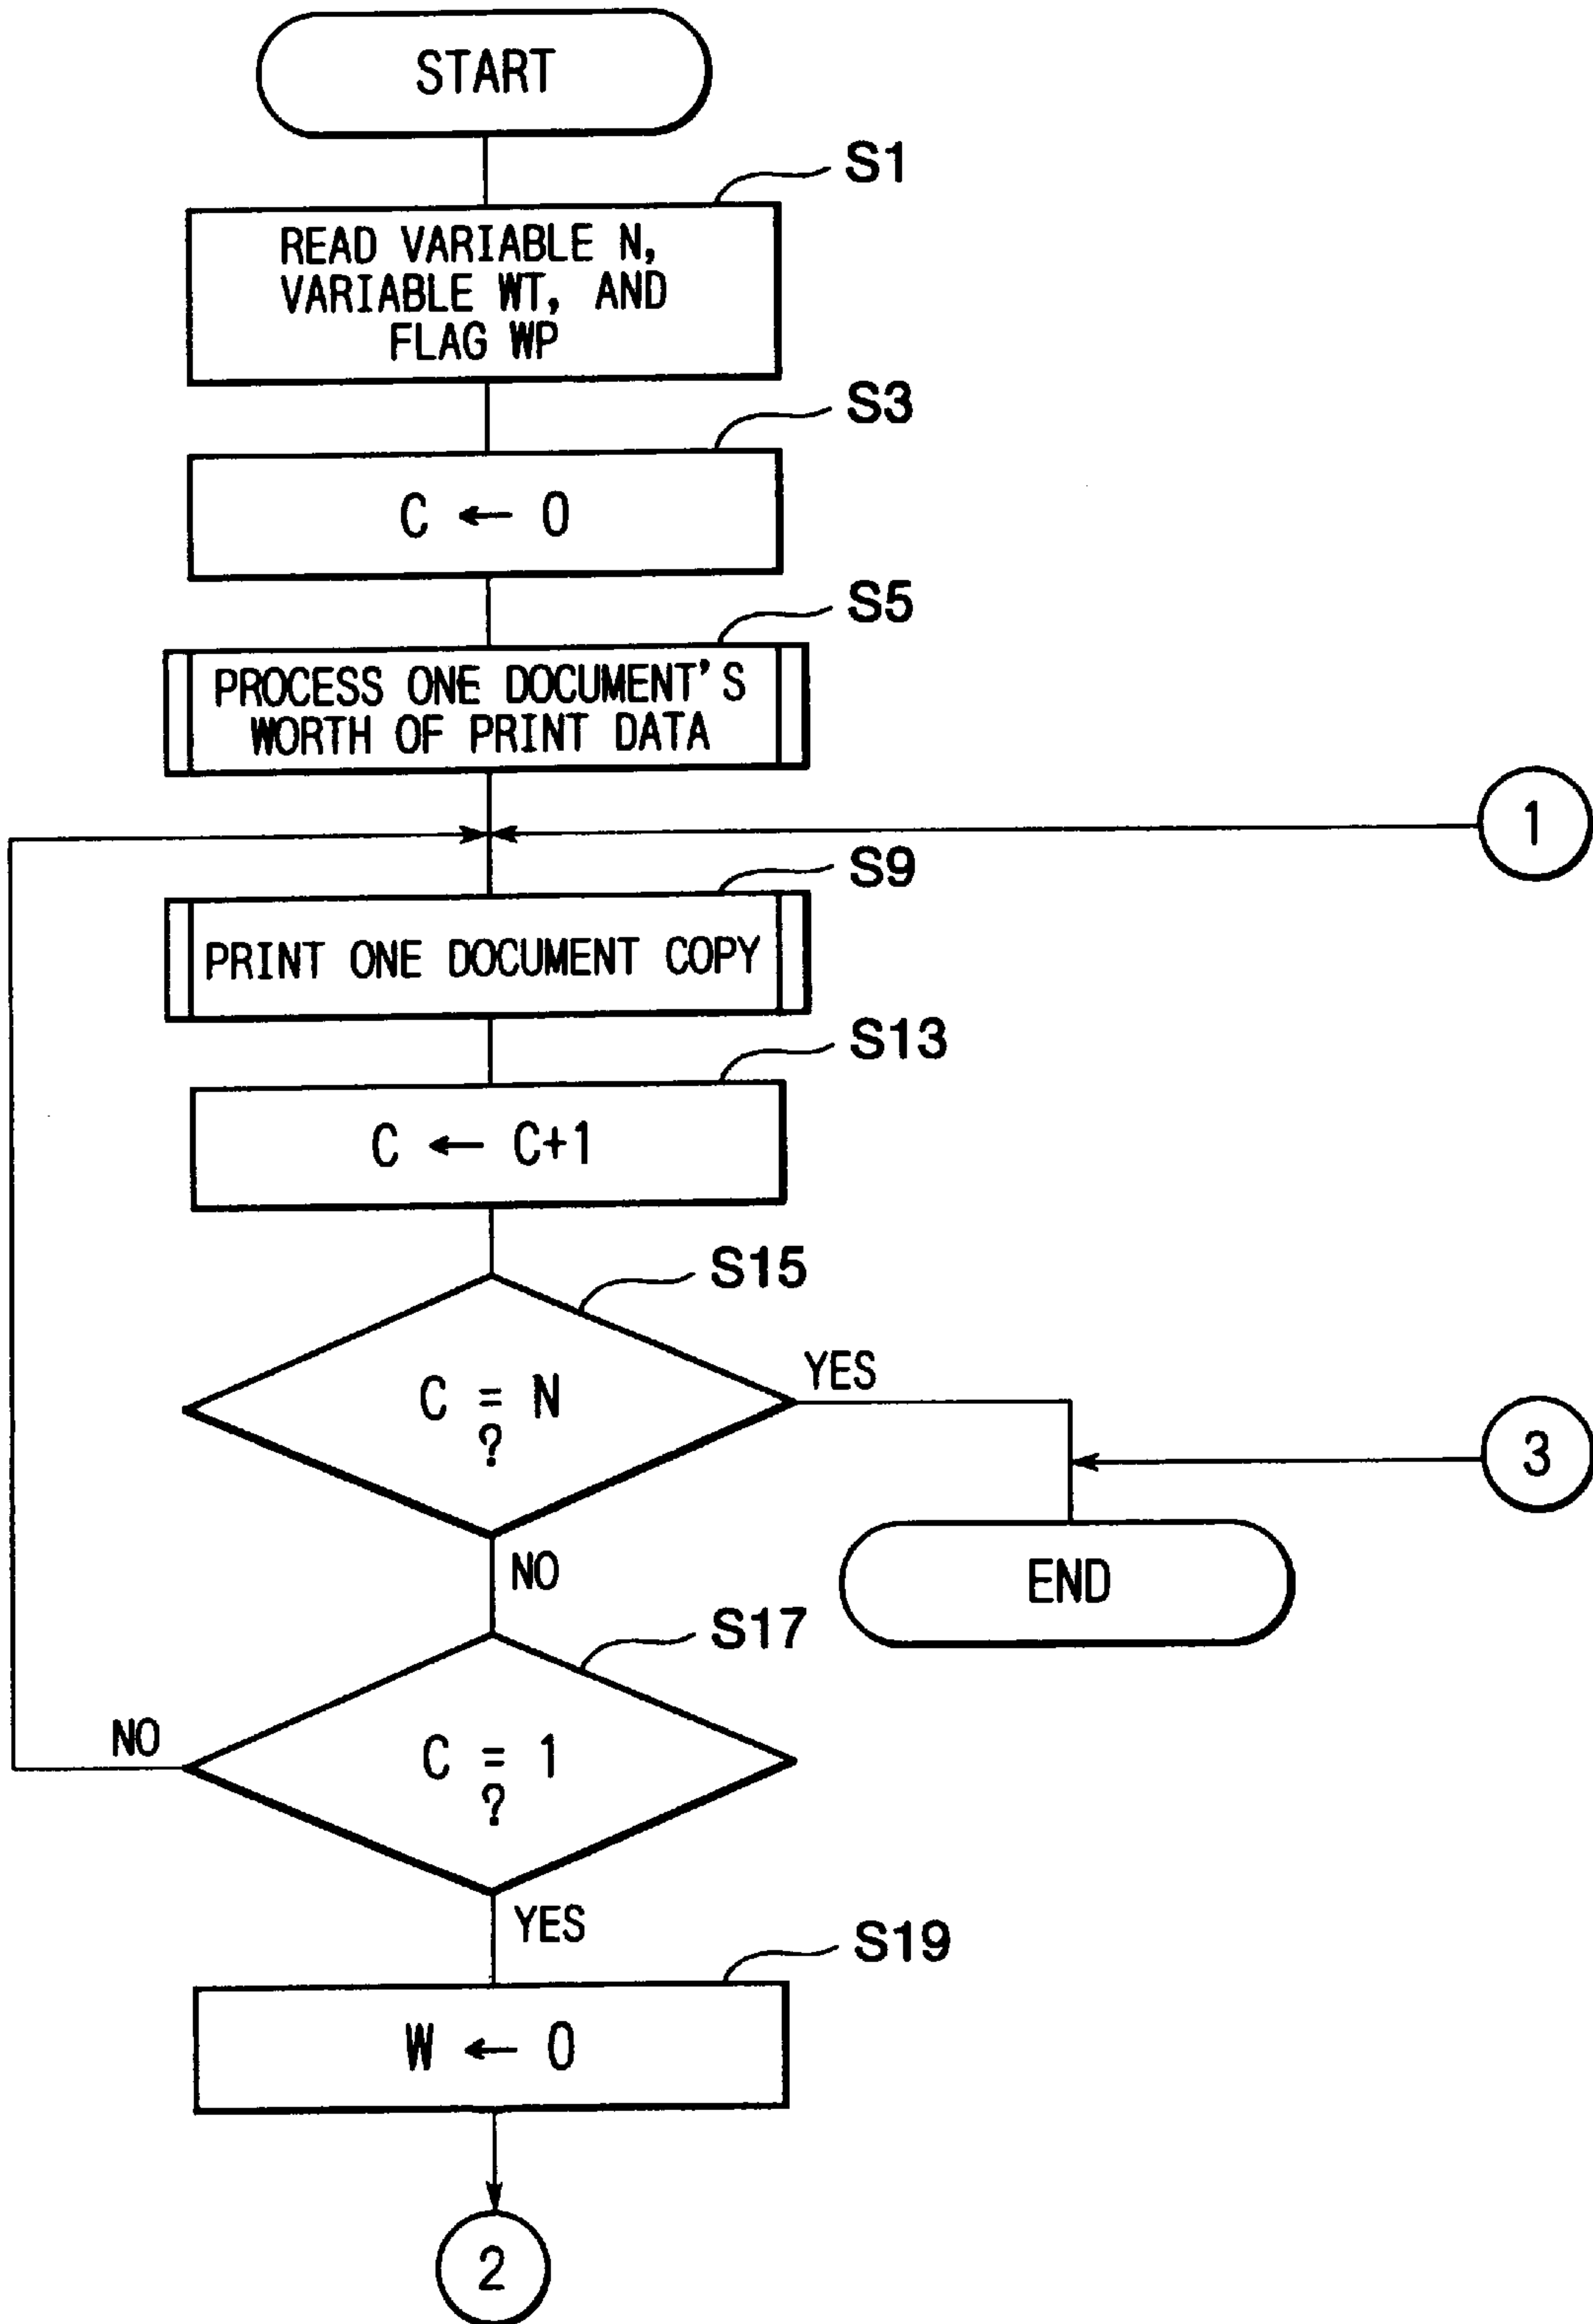 START
S1
READ VARIABLE N,
VARIABLE WT, AND
FLAG WP
S3
C ← 0
S5
PROCESS ONE DOCUMENT'S
WORTH OF PRINT DATA
1
S9
PRINT ONE DOCUMENT COPY
S13
C ← C+1
S15
C = N
?
YES
3
NO
END
S17
C = 1
?
NO
YES
S19
W ← 0
2